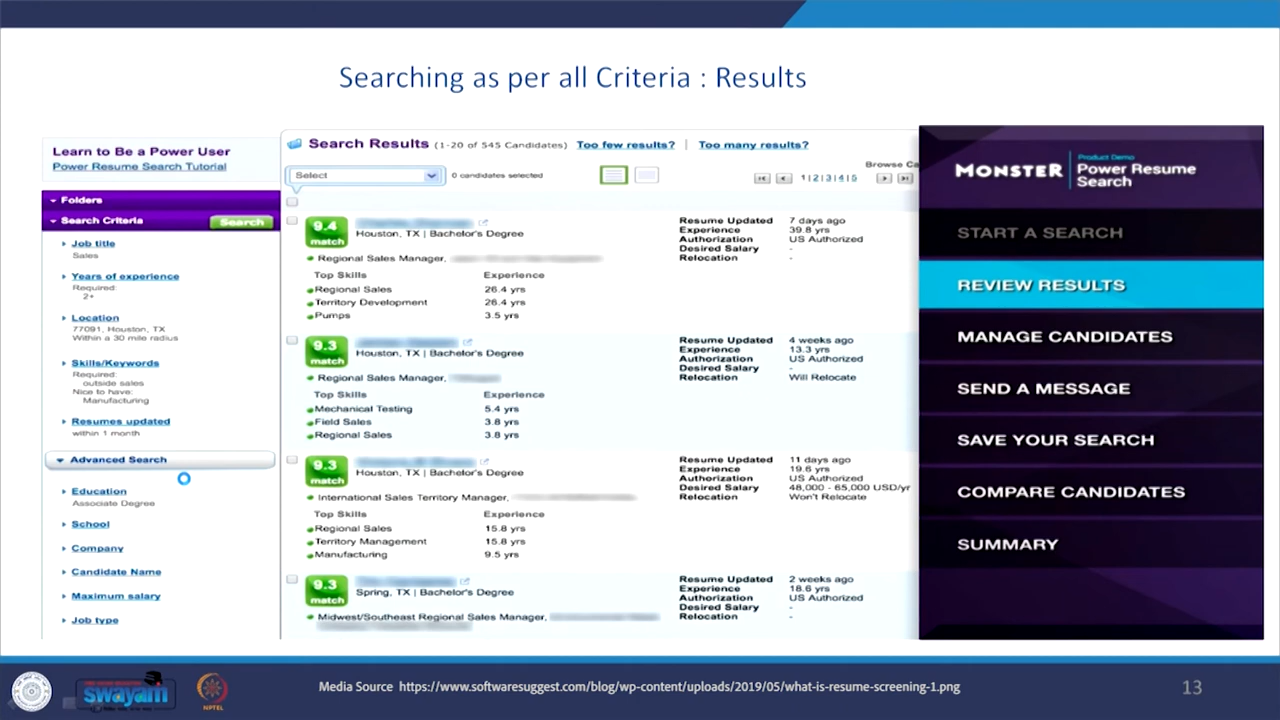 Searching as per all Criteria : Results
Learn to Be a Power User
Power Resume Search Tutorial
Folders
Search Criteria
Search
Job title
Sales
Years of experience
Required:
2+
Location
77091, Houston, TX
Within a 30 mile radius
Skills/Keywords
Required:
outside sales
Nice to have:
Manufacturing
Resumes updated
within 1 month
Advanced Search
Education
Associate Degree
School
Company
Candidate Name
Maximum salary
Job type
Search Results (1-20 of 545 Candidates) Too few results? | Too many results?
Select 0 candidates selected
Browse Ca
1|2|3|4|5
9.4 match
Houston, TX | Bachelor's Degree
Regional Sales Manager,
Top Skills Experience
Regional Sales 26.4 yrs
Territory Development 26.4 yrs
Pumps 3.5 yrs
Resume Updated 7 days ago
Experience 39.8 yrs
Authorization US Authorized
Desired Salary -
Relocation -
9.3 match
Houston, TX | Bachelor's Degree
Regional Sales Manager,
Top Skills Experience
Mechanical Testing 5.4 yrs
Field Sales 3.8 yrs
Regional Sales 3.8 yrs
Resume Updated 4 weeks ago
Experience 13.3 yrs
Authorization US Authorized
Desired Salary -
Relocation Will Relocate
9.3 match
Houston, TX | Bachelor's Degree
International Sales Territory Manager,
Top Skills Experience
Regional Sales 15.8 yrs
Territory Management 15.8 yrs
Manufacturing 9.5 yrs
Resume Updated 11 days ago
Experience 19.6 yrs
Authorization US Authorized
Desired Salary 48,000 - 65,000 USD/yr
Relocation Won't Relocate
9.3 match
Spring, TX | Bachelor's Degree
Midwest/Southeast Regional Sales Manager,
Resume Updated 2 weeks ago
Experience 18.6 yrs
Authorization US Authorized
Desired Salary -
Relocation -
MONSTER
Product Demo
Power Resume
Search
START A SEARCH
REVIEW RESULTS
MANAGE CANDIDATES
SEND A MESSAGE
SAVE YOUR SEARCH
COMPARE CANDIDATES
SUMMARY
swayam
NPTEL
Media Source https://www.softwaresuggest.com/blog/wp-content/uploads/2019/05/what-is-resume-screening-1.png
13